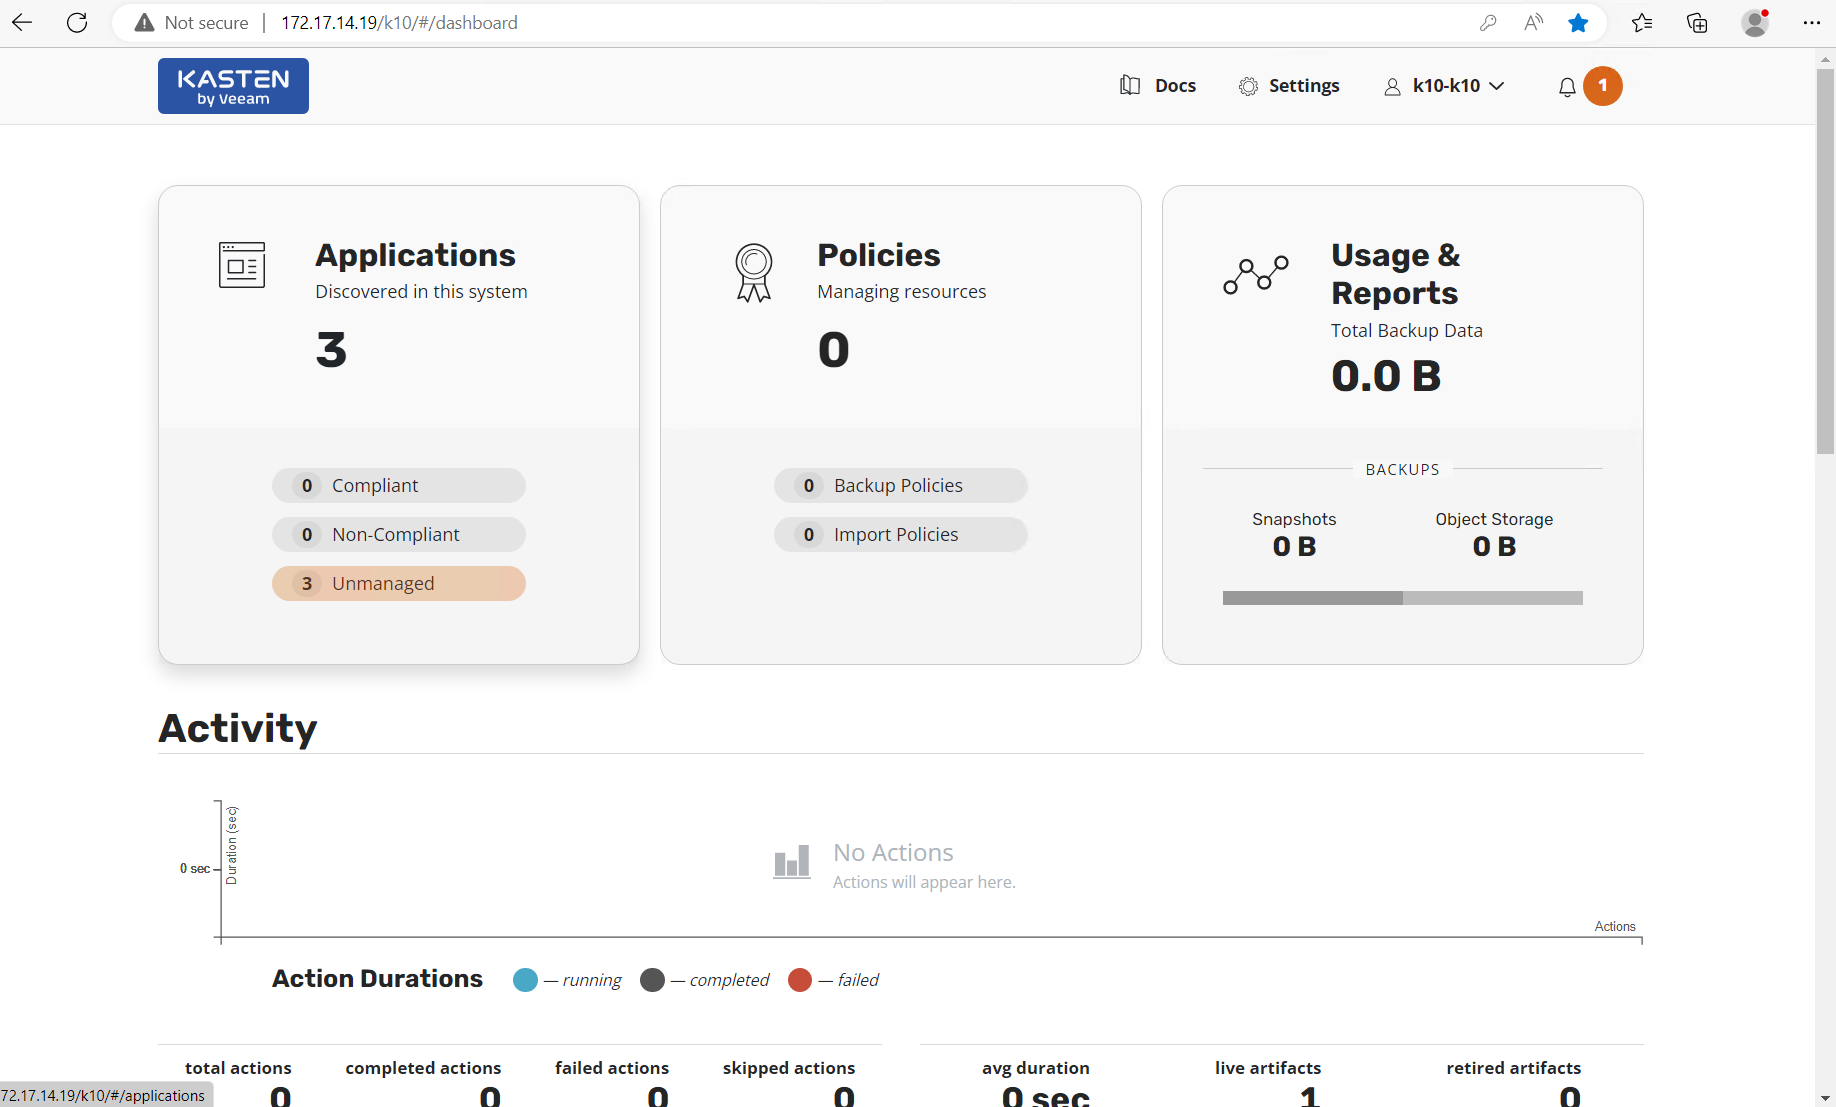 Not secure | 172.17.14.19/k10/#/dashboard
KASTEN
by Veeam
Docs
Settings
k10-k10
1
Applications
Discovered in this system
3
0 Compliant
0 Non-Compliant
3 Unmanaged
Policies
Managing resources
0
0 Backup Policies
0 Import Policies
Usage &
Reports
Total Backup Data
0.0 B
BACKUPS
Snapshots
0 B
Object Storage
0 B
Activity
Duration (sec)
0 sec
No Actions
Actions will appear here.
Actions
Action Durations — running — completed — failed
total actions
0
completed actions
0
failed actions
0
skipped actions
0
avg duration
0 sec
live artifacts
1
retired artifacts
0
72.17.14.19/k10/#/applications